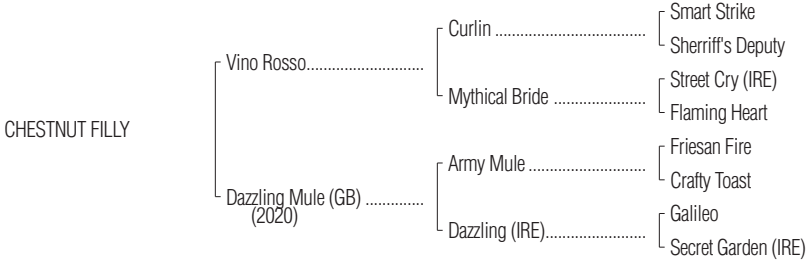 Smart Strike
Curlin ....................................
Sherriff's Deputy
Vino Rosso............................
Street Cry (IRE)
Mythical Bride ......................
Flaming Heart
CHESTNUT FILLY
Friesan Fire
Army Mule............................
Crafty Toast
Dazzling Mule (GB) ..............
(2020)
Galileo
Dazzling (IRE)........................
Secret Garden (IRE)